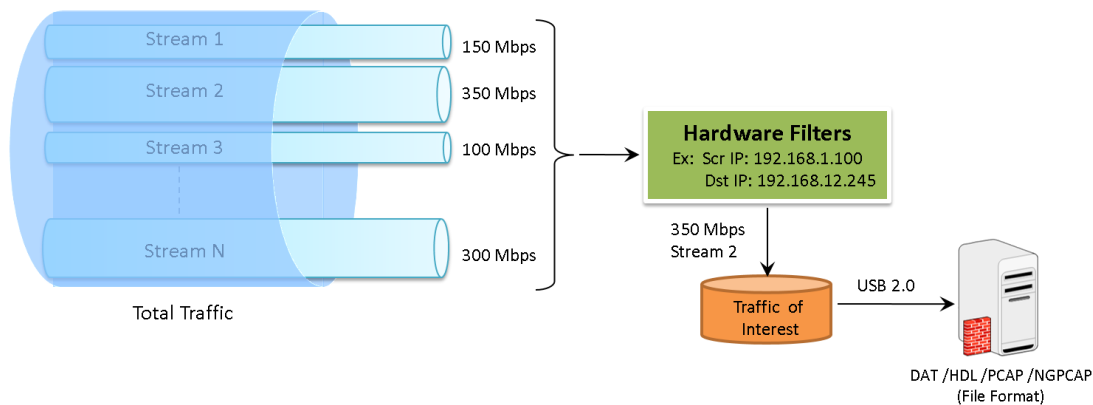 Stream 1
150 Mbps
Stream 2
350 Mbps
Stream 3
100 Mbps
Stream N
300 Mbps
Total Traffic
Hardware Filters
Ex: Scr IP: 192.168.1.100
Dst IP: 192.168.12.245
350 Mbps
Stream 2
Traffic of
Interest
USB 2.0
DAT /HDL /PCAP /NGPCAP
(File Format)